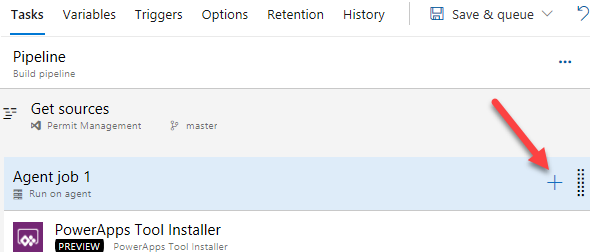 Tasks Variables Triggers Options Retention History Save & queue
Pipeline
Build pipeline
Get sources
Permit Management master
Agent job 1
Run on agent
PowerApps Tool Installer
PREVIEW PowerApps Tool Installer